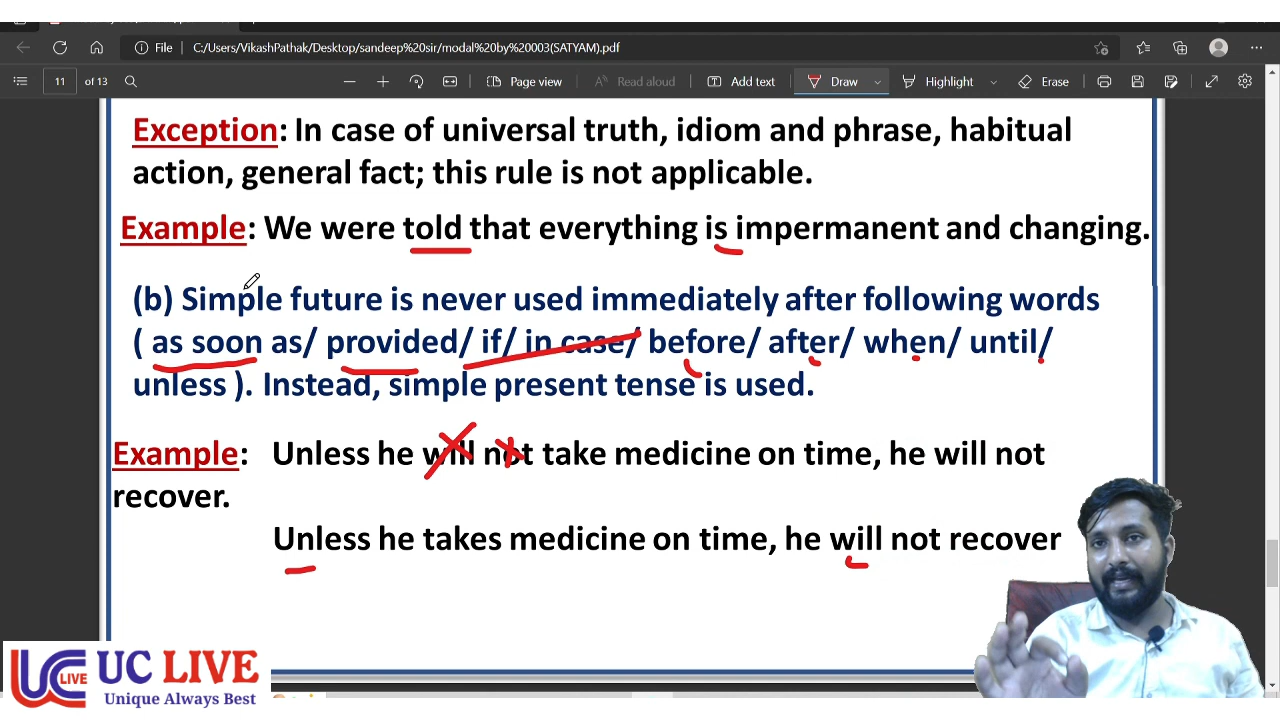 File C:/Users/VikashPathak/Desktop/sandeep%20sir/modal%20by%20003(SATYAM).pdf
11 of 13 Page view Read aloud Add text Draw Highlight Erase
Exception: In case of universal truth, idiom and phrase, habitual
action, general fact; this rule is not applicable.
Example: We were told that everything is impermanent and changing.
(b) Simple future is never used immediately after following words
( as soon as/ provided/ if/ in case/ before/ after/ when/ until/
unless ). Instead, simple present tense is used.
Example: Unless he will not take medicine on time, he will not
recover.
Unless he takes medicine on time, he will not recover
UC LIVE
LIVE
Unique Always Best